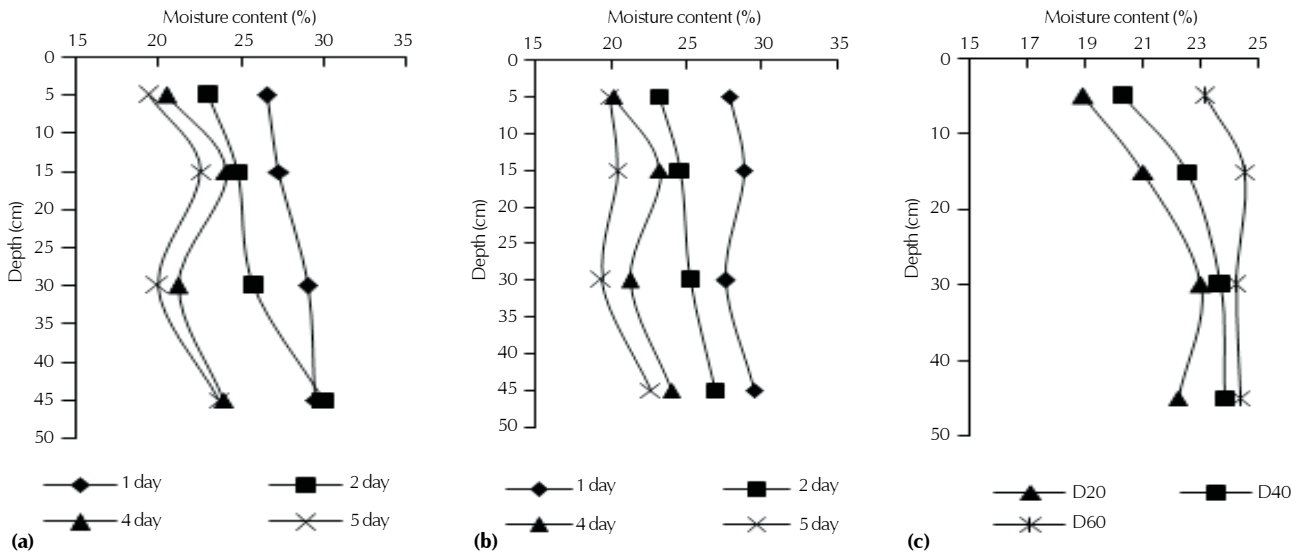 Moisture content (%)
15 20 25 30 35
0
5
10
15
20
25
30
35
40
45
50
Depth (cm)
1 day 2 day
4 day 5 day
(a)
Moisture content (%)
15 20 25 30 35
0
5
10
15
20
25
30
35
40
45
50
Depth (cm)
1 day 2 day
4 day 5 day
(b)
Moisture content (%)
15 17 19 21 23 25
0
10
20
30
40
50
Depth (cm)
D20 D40
D60
(c)